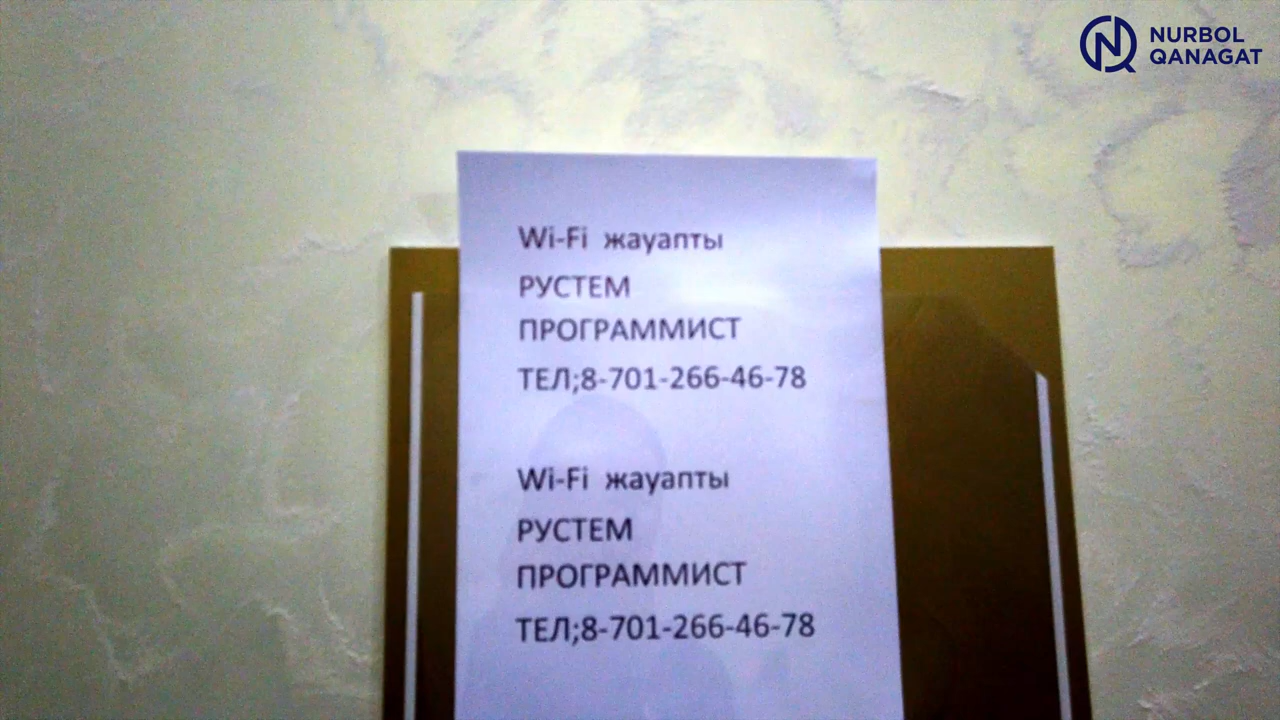 NURBOL
QANAGAT
Wi-Fi жауапты
РУСТЕМ
ПРОГРАММИСТ
ТЕЛ;8-701-266-46-78
Wi-Fi жауапты
РУСТЕМ
ПРОГРАММИСТ
ТЕЛ;8-701-266-46-78